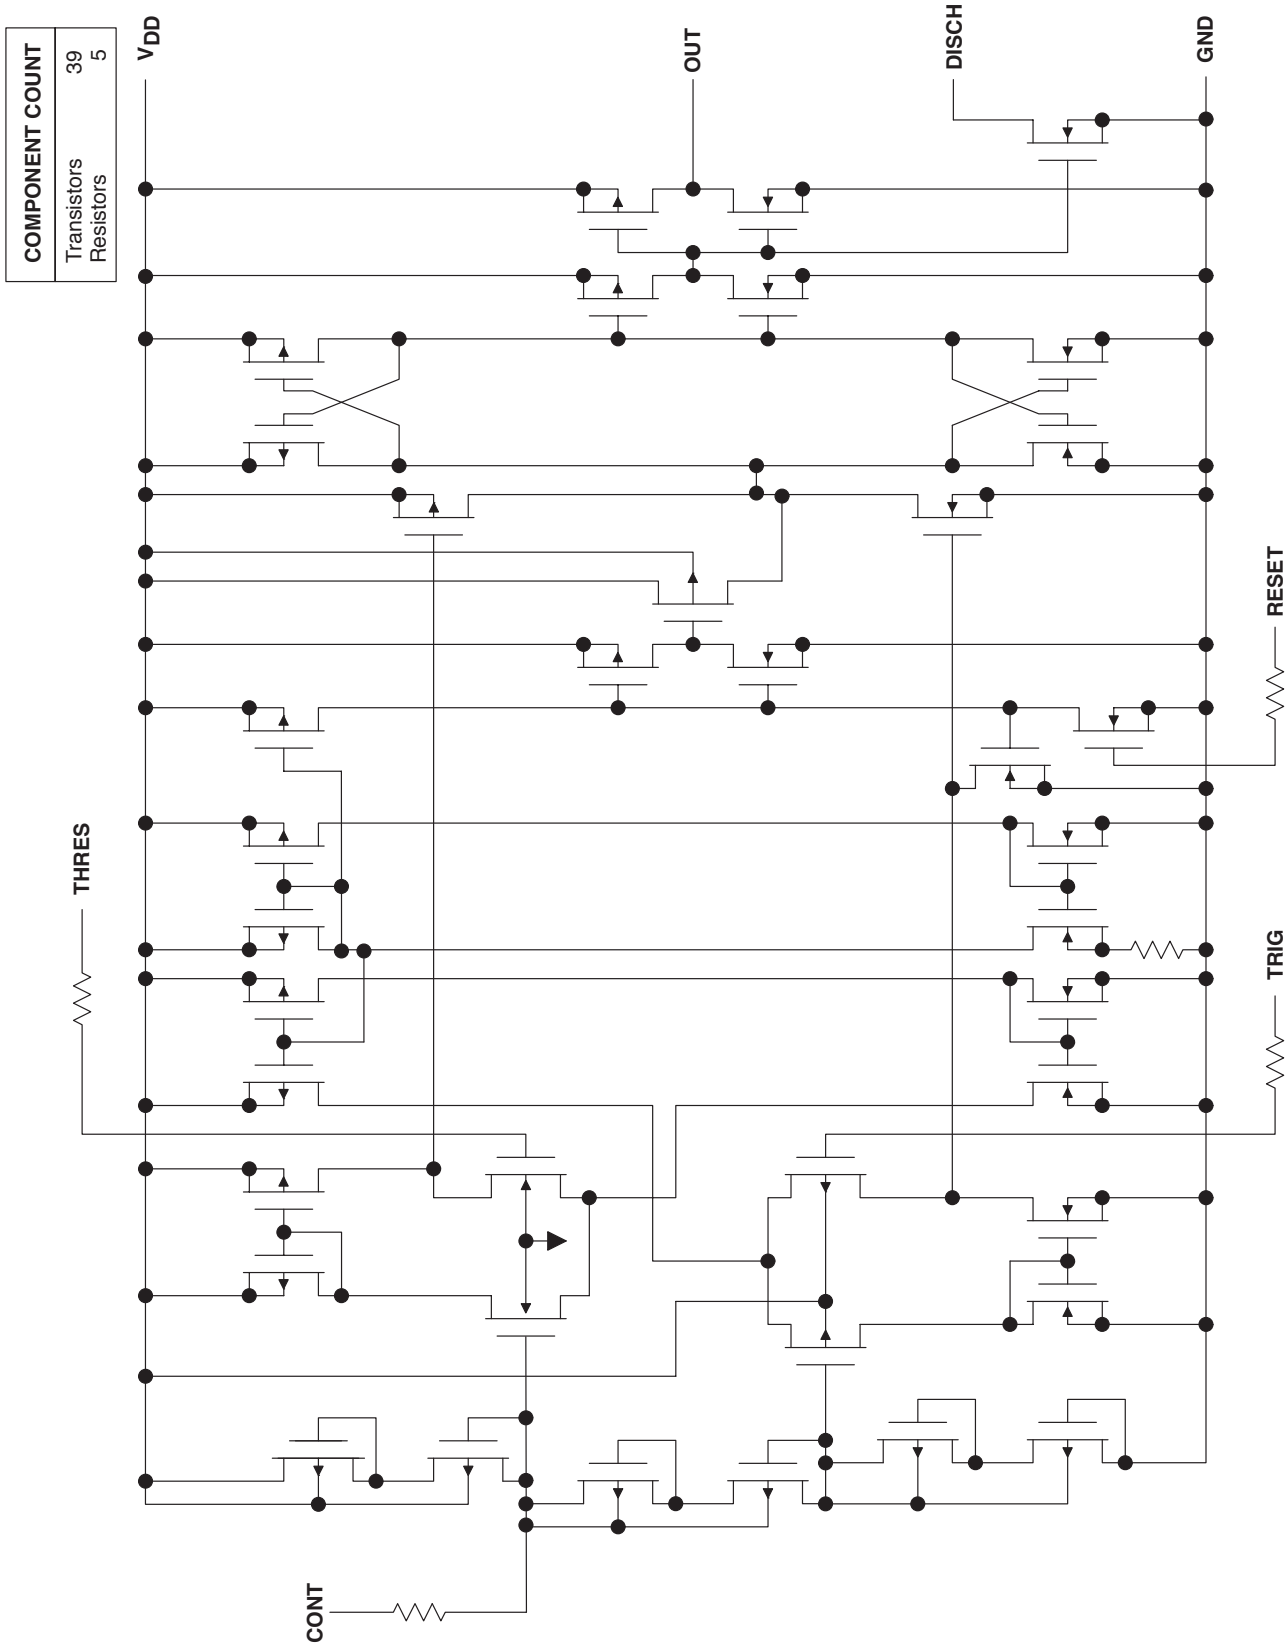 COMPONENT COUNT
Transistors 39
Resistors 5
VDD
OUT
DISCH
GND
RESET
THRES
TRIG
CONT